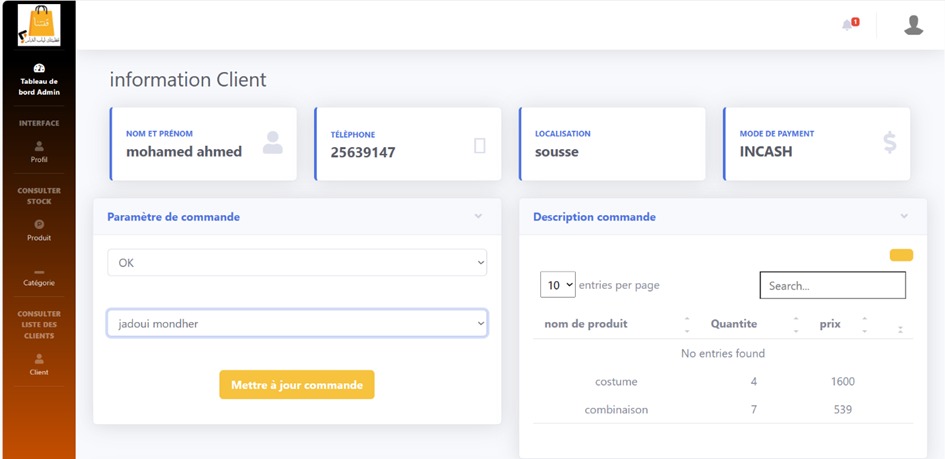 1
Tableau de
bord Admin
INTERFACE
Profil
CONSULTER
STOCK
Produit
Catégorie
CONSULTER
LISTE DES
CLIENTS
Client
information Client
NOM ET PRÉNOM
mohamed ahmed
TÉLÉPHONE
25639147
LOCALISATION
sousse
MODE DE PAYMENT
INCASH
$
Paramètre de commande
OK
jadoui mondher
Mettre à jour commande
Description commande
10 entries per page
Search...
nom de produit Quantite prix
No entries found
costume 4 1600
combinaison 7 539